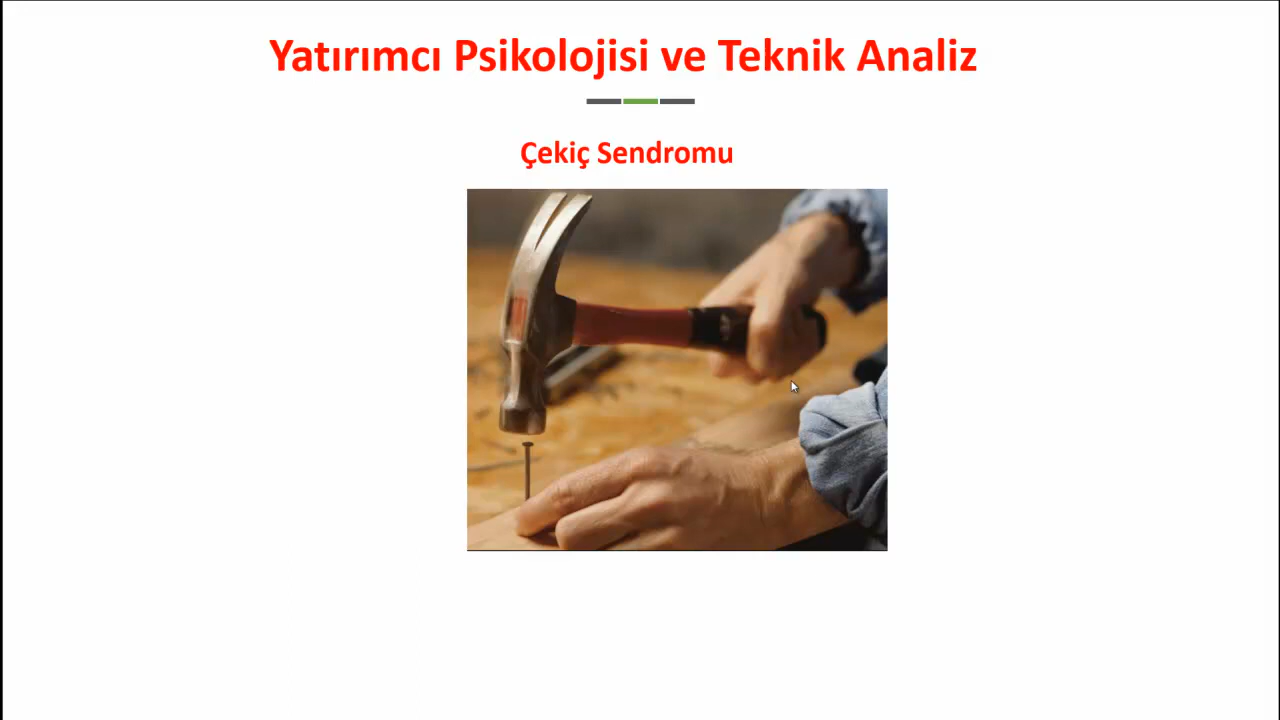 Yatırımcı Psikolojisi ve Teknik Analiz
Çekiç Sendromu